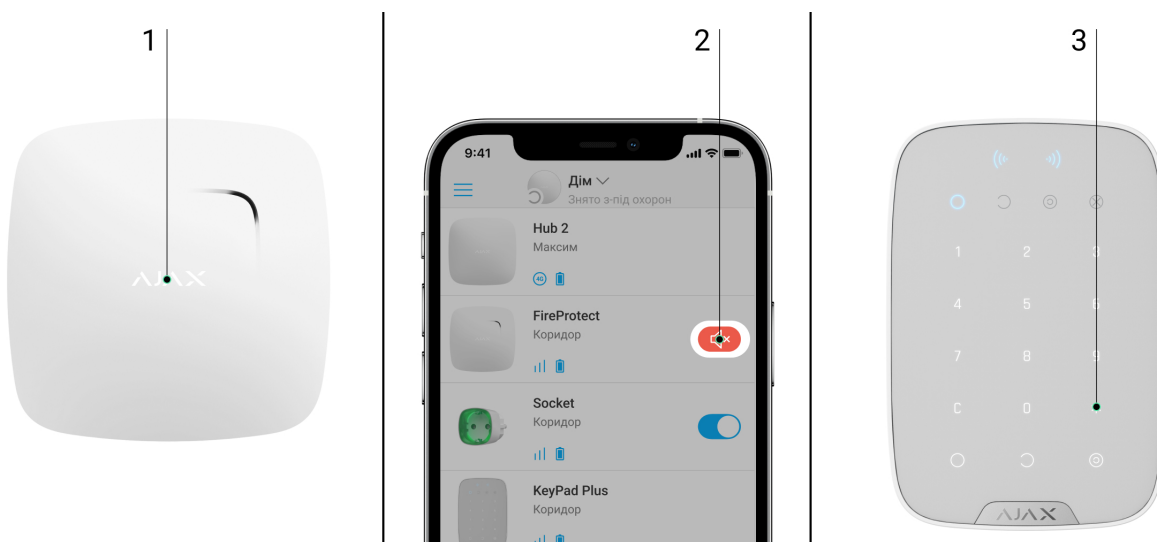 1
AJAX
2
9:41
Дім
Знято з-під охорон
Hub 2
Максим
4G
FireProtect
Коридор
Socket
Коридор
KeyPad Plus
Коридор
3
1 2 3
4 5 6
7 8 9
C 0
AJAX